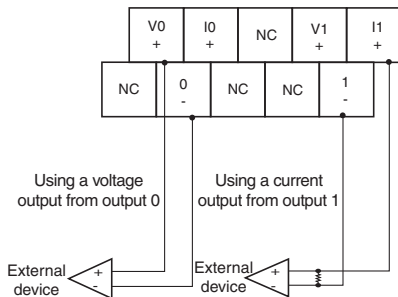 V0 I0 NC V1 I1
+ + + +
NC 0 NC NC 1
- -
Using a voltage
output from output 0
Using a current
output from output 1
External
device
+
-
External
device
+
-